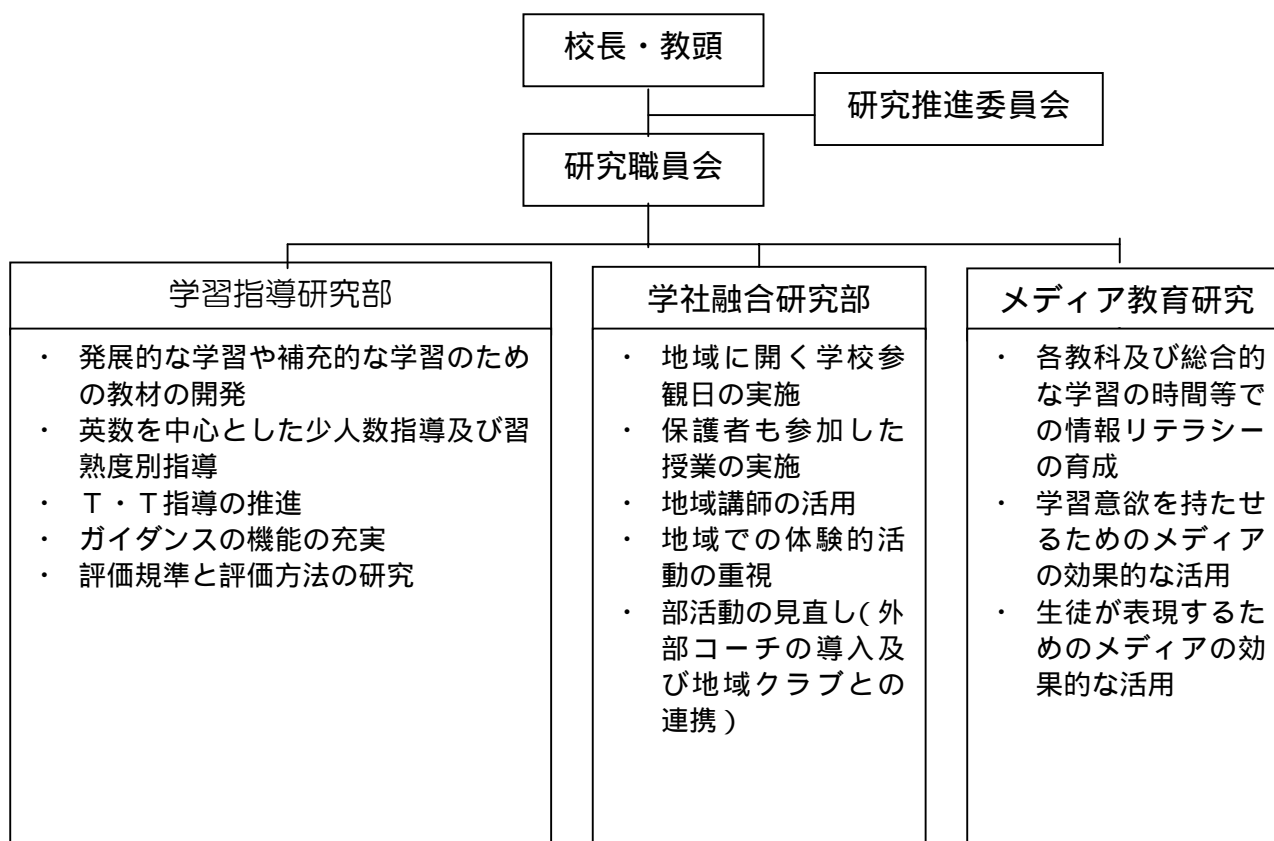 校長・教頭
研究推進委員会
研究職員会
学習指導研究部
・ 発展的な学習や補充的な学習のため
の教材の開発
・ 英数を中心とした少人数指導及び習
熟度別指導
・ Ｔ・Ｔ指導の推進
・ ガイダンスの機能の充実
・ 評価規準と評価方法の研究
学社融合研究部
・ 地域に開く学校参
観日の実施
・ 保護者も参加した
授業の実施
・ 地域講師の活用
・ 地域での体験的活
動の重視
・ 部活動の見直し（外
部コーチの導入及
び地域クラブとの
連携）
メディア教育研究
・ 各教科及び総合的
な学習の時間等で
の情報リテラシー
の育成
・ 学習意欲を持たせ
るためのメディア
の効果的な活用
・ 生徒が表現するた
めのメディアの効
果的な活用